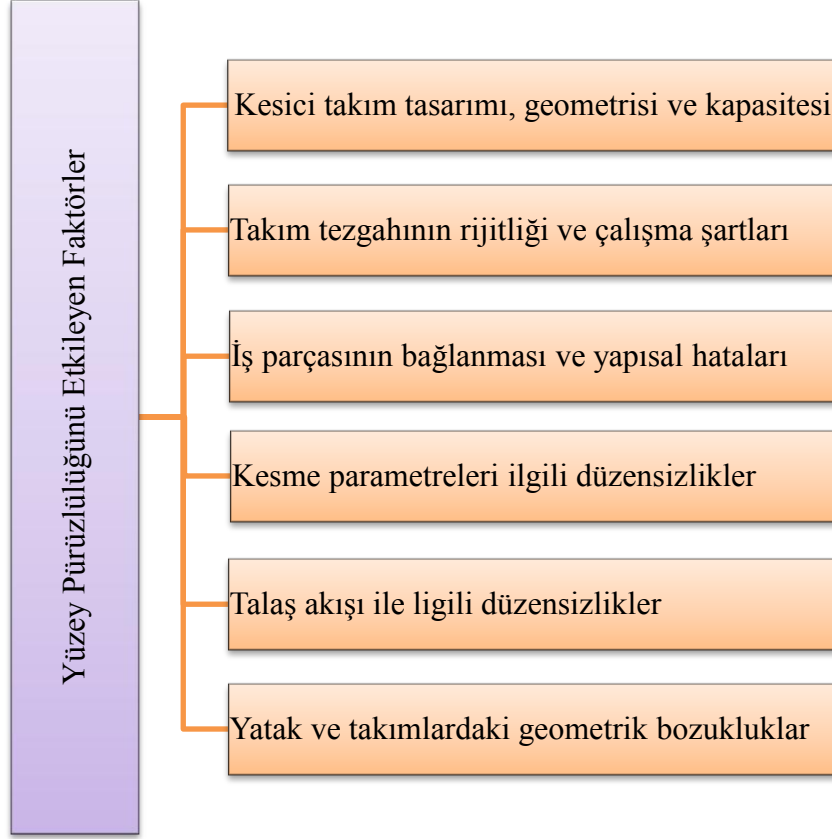 Yüzey Pürüzlülüğünü Etkileyen Faktörler
Kesici takım tasarımı, geometrisi ve kapasitesi
Takım tezgahının rijitliği ve çalışma şartları
İş parçasının bağlanması ve yapısal hataları
Kesme parametreleri ilgili düzensizlikler
Talaş akışı ile ligili düzensizlikler
Yatak ve takımlardaki geometrik bozukluklar